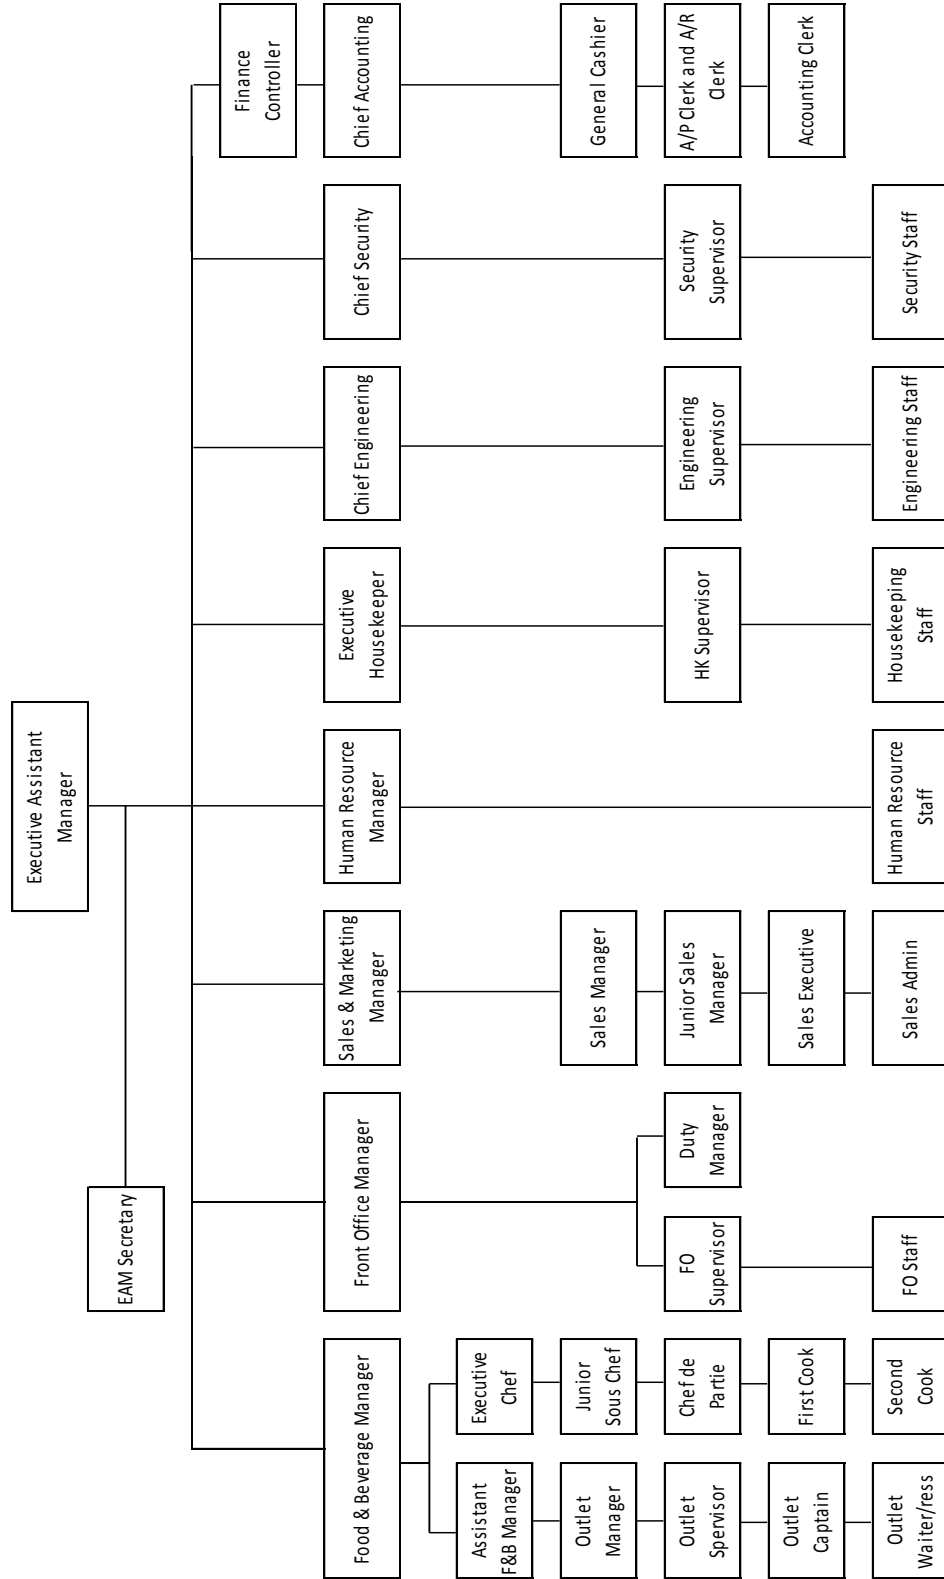 Executive Assistant
Manager
EAM Secretary
Food & Beverage Manager
Front Office Manager
Sales & Marketing
Manager
Human Resource
Manager
Executive
Housekeeper
Chief Engineering
Chief Security
Finance
Controller
Chief Accounting
Assistant
F&B Manager
Executive
Chef
Outlet
Manager
Junior
Sous Chef
Sales Manager
General Cashier
Outlet
Spervisor
Chef de
Partie
FO
Supervisor
Duty
Manager
Junior Sales
Manager
HK Supervisor
Engineering
Supervisor
Security
Supervisor
A/P Clerk and A/R
Clerk
Outlet
Captain
First Cook
Sales Executive
Accounting Clerk
Outlet
Waiter/ress
Second
Cook
FO Staff
Sales Admin
Human Resource
Staff
Housekeeping
Staff
Engineering Staff
Security Staff